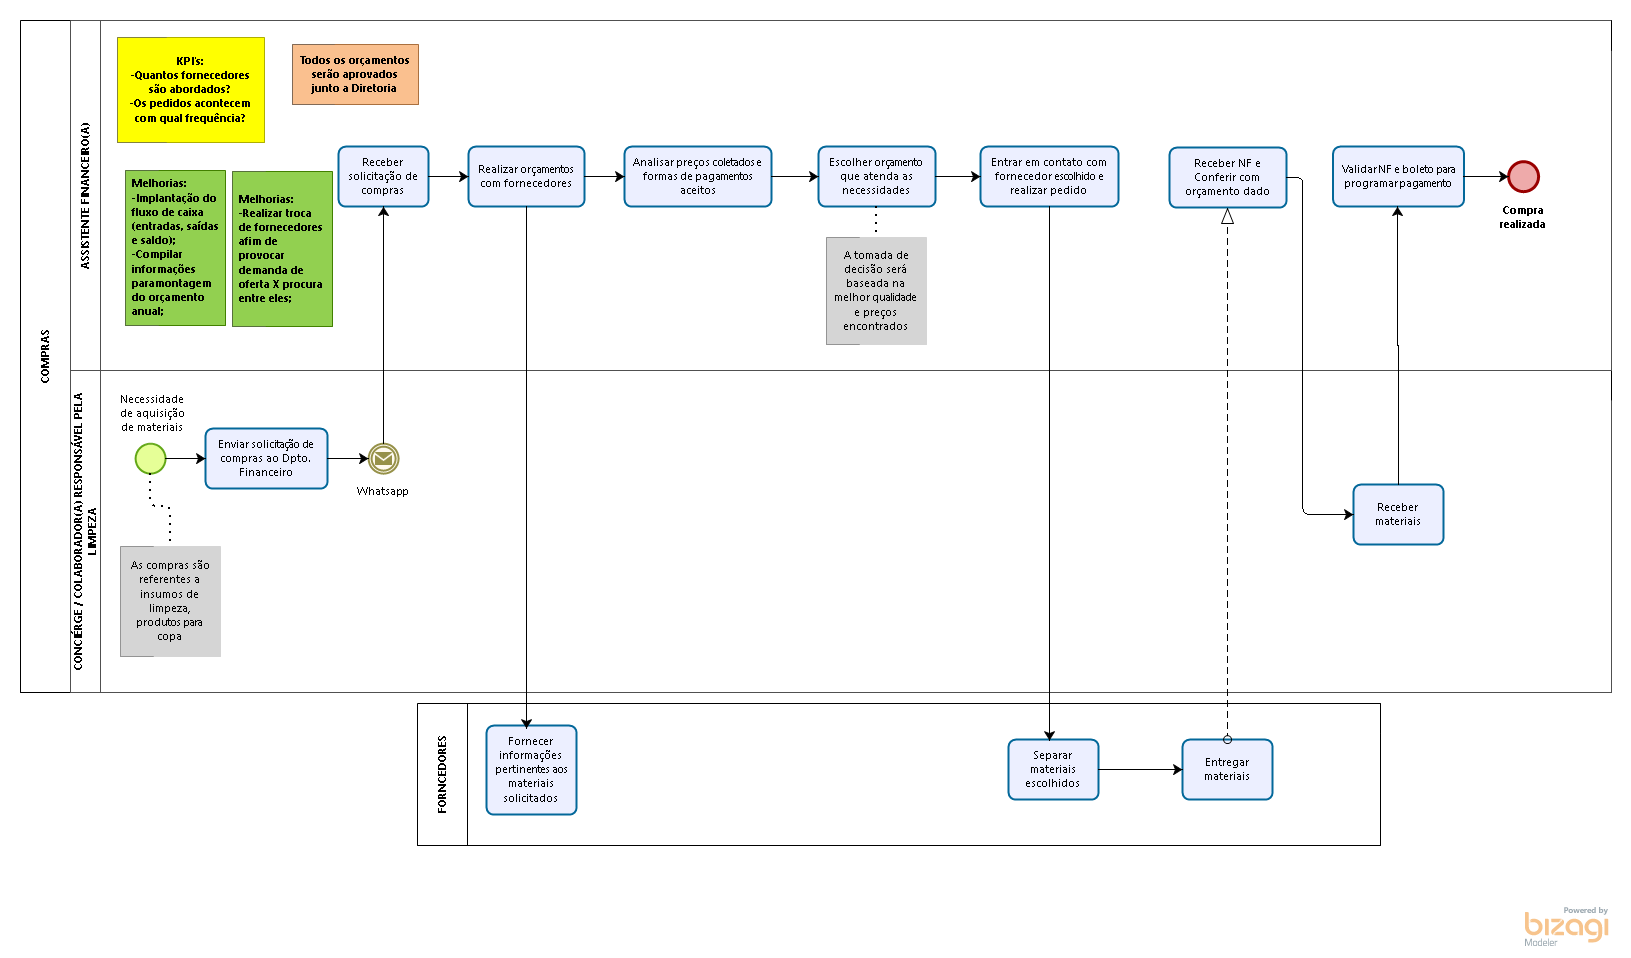 COMPRAS
ASSISTENTE FINANCEIRO(A)
KPI's:
-Quantos fornecedores
são abordados?
-Os pedidos acontecem
com qual frequência?
Todos os orçamentos
serão aprovados
junto a Diretoria
Melhorias:
-Implantação do
fluxo de caixa
(entradas, saídas
e saldo);
-Compilar
informações
paramontagem
do orçamento
anual;
Melhorias:
-Realizar troca
de fornecedores
afim de
provocar
demanda de
oferta X procura
entre eles;
Receber
solicitação de
compras
Realizar orçamentos
com fornecedores
Analisar preços coletados e
formas de pagamentos
aceitos
Escolher orçamento
que atenda as
necessidades
Entrar em contato com
fornecedor escolhido e
realizar pedido
Receber NF e
Conferir com
orçamento dado
Validar NF e boleto para
programar pagamento
Compra
realizada
A tomada de
decisão será
baseada na
melhor qualidade
e preços
encontrados
CONCIÉRGE / COLABORADOR(A) RESPONSÁVEL PELA
LIMPEZA
Necessidade
de aquisição
de materiais
Enviar solicitação de
compras ao Dpto.
Financeiro
Whatsapp
Receber
materiais
As compras são
referentes a
insumos de
limpeza,
produtos para
copa
FORNCEDORES
Fornecer
informações
pertinentes aos
materiais
solicitados
Separar
materiais
escolhidos
Entregar
materiais
Powered by
bizagi
Modeler